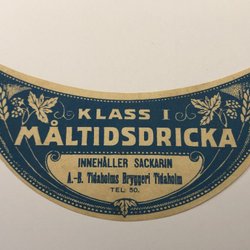 KLASS I
MÅLTIDSDRICKA
INNEHÅLLER SACKARIN
A.-B. Tidaholms Bryggeri Tidaholm
TEL. 50.